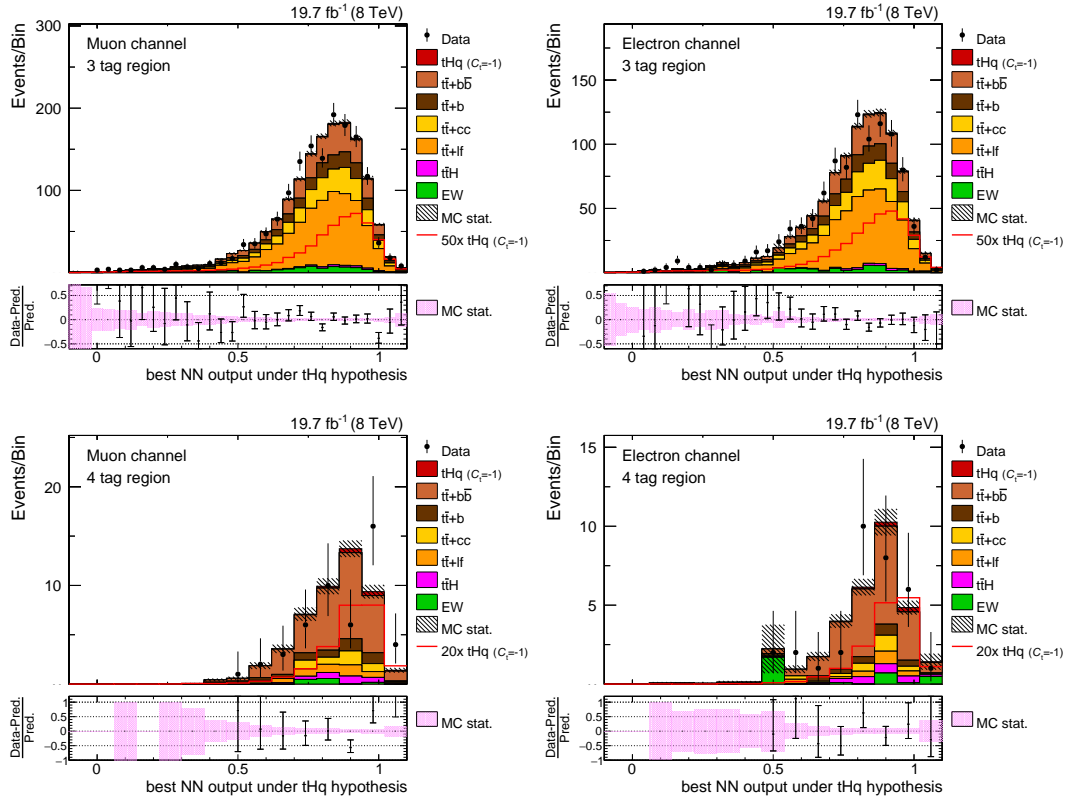 19.7 fb⁻¹ (8 TeV)
Events/Bin
300
200
100
Muon channel
3 tag region
Data
tHq (Cₜ=-1)
tt̄+bb̄
tt̄+b
tt̄+cc
tt̄+lf
tt̄H
EW
MC stat.
50x tHq (Cₜ=-1)
Data-Pred
Pred.
0.5
0
−0.5
MC stat.
0 0.5 1
best NN output under tHq hypothesis
19.7 fb⁻¹ (8 TeV)
Events/Bin
150
100
50
Electron channel
3 tag region
Data
tHq (Cₜ=-1)
tt̄+bb̄
tt̄+b
tt̄+cc
tt̄+lf
tt̄H
EW
MC stat.
50x tHq (Cₜ=-1)
Data-Pred
Pred.
0.5
0
−0.5
MC stat.
0 0.5 1
best NN output under tHq hypothesis
19.7 fb⁻¹ (8 TeV)
Events/Bin
20
10
Muon channel
4 tag region
Data
tHq (Cₜ=-1)
tt̄+bb̄
tt̄+b
tt̄+cc
tt̄+lf
tt̄H
EW
MC stat.
20x tHq (Cₜ=-1)
Data-Pred
Pred.
1
0.5
0
−0.5
−1
MC stat.
0 0.5 1
best NN output under tHq hypothesis
19.7 fb⁻¹ (8 TeV)
Events/Bin
15
10
5
Electron channel
4 tag region
Data
tHq (Cₜ=-1)
tt̄+bb̄
tt̄+b
tt̄+cc
tt̄+lf
tt̄H
EW
MC stat.
20x tHq (Cₜ=-1)
Data-Pred
Pred.
1
0.5
0
−0.5
−1
MC stat.
0 0.5 1
best NN output under tHq hypothesis